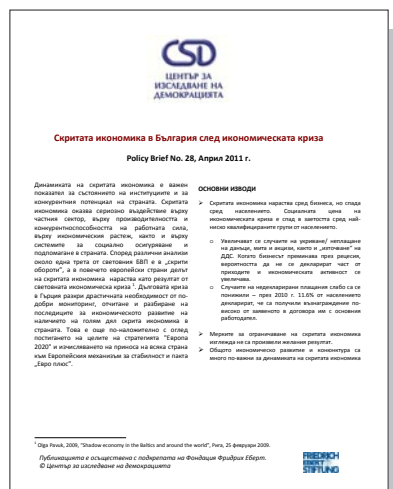 CSD
ЦЕНТЪР ЗА
ИЗСЛЕДВАНЕ НА
ДЕМОКРАЦИЯТА
Скритата икономика в България след икономическата криза
Policy Brief No. 28, Април 2011 г.
Динамиката на скритата икономика е важен
показател за състоянието на институциите и за
конкурентния потенциал на страната. Скритата
икономика оказва сериозно въздействие върху
частния сектор, върху производителността и
конкурентноспособността на работната сила,
върху икономическия растеж, както и върху
системите за социално осигуряване и
подпомагане в страната. Според различни анализи
около една трета от световния БВП е в „скрити
обороти“, а в повечето европейски страни делът
на скритата икономика нараства като резултат от
световната икономическа криза 1. Дълговата криза
в Гърция разкри драстичната необходимост от по-
добри мониторинг, отчитане и разбиране на
последиците за икономическото развитие на
наличието на голям дял скрита икономика в
страната. Това е още по-наложително с оглед
постигането на целите на стратегията "Европа
2020" и изчисляването на приноса на всяка страна
към Европейския механизъм за стабилност и пакта
„Евро плюс“.
ОСНОВНИ ИЗВОДИ
➢ Скритата икономика нараства сред бизнеса, но спада
сред населението. Социалната цена на
икономическата криза е спад в заетостта сред най-
ниско квалифицираните групи от населението.
o Увеличават се случаите на укриване/ неплащане
на данъци, мита и акцизи, както и „източване“ на
ДДС. Когато бизнесът преминава през рецесия,
вероятността да не се декларират част от
приходите и икономическата активност се
увеличава.
o Случаите на недекларирани плащания слабо са се
понижили – през 2010 г. 11.6% от населението
декларират, че са получили възнаграждение по-
високо от заявеното в договора им с основния
работодател.
➢ Мерките за ограничаване на скритата икономика
изглежда не са произвели желания резултат.
➢ Общото икономическо развитие и конюнктура са
много по-важни за динамиката на скритата икономика
1 Olga Pavuk, 2009, "Shadow economy in the Baltics and around the world", Рига, 25 февруари 2009.
Публикацията е осъществена с подкрепата на Фондация Фридрих Еберт.
© Център за изследване на демокрацията
FRIEDRICH
EBERT
STIFTUNG